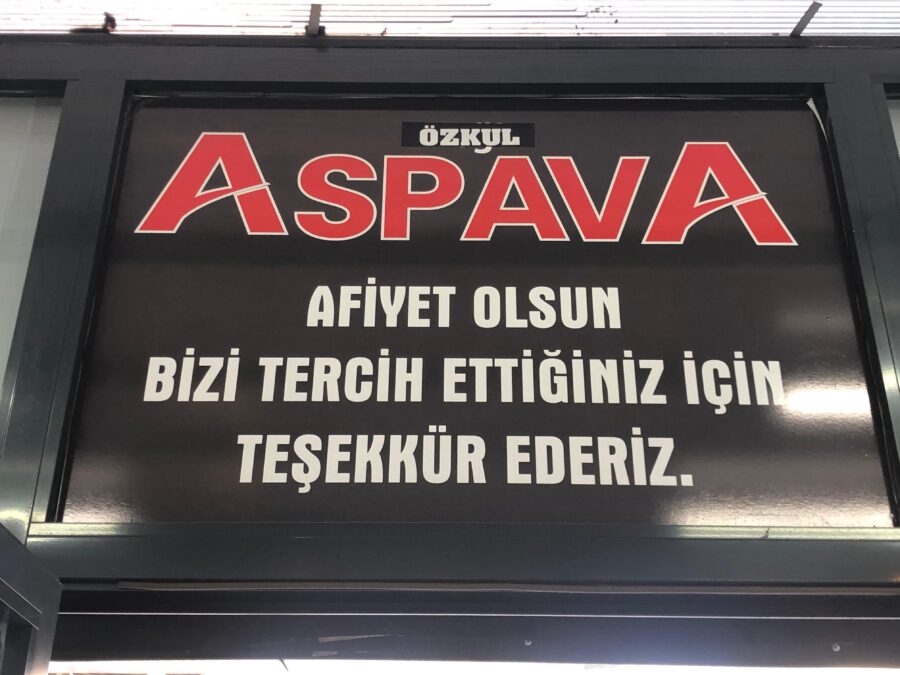 ÖZKUL
ASPAVA
AFİYET OLSUN
BİZİ TERCİH ETTİĞİNİZ İÇİN
TEŞEKKÜR EDERİZ.